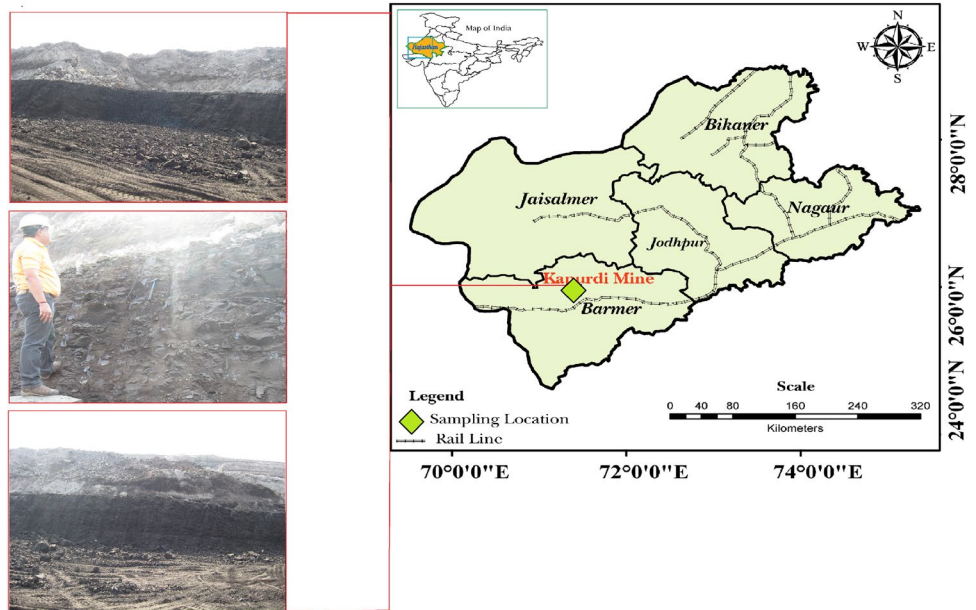 Map of India
Rajasthan
N
W
E
S
Bikaner
Jaisalmer
Nagaur
Jodhpur
Kapurdi Mine
Barmer
Legend
Sampling Location
Rail Line
Scale
0 40 80 160 240 320
Kilometers
28°0'0"N
26°0'0"N
24°0'0"N
70°0'0"E 72°0'0"E 74°0'0"E